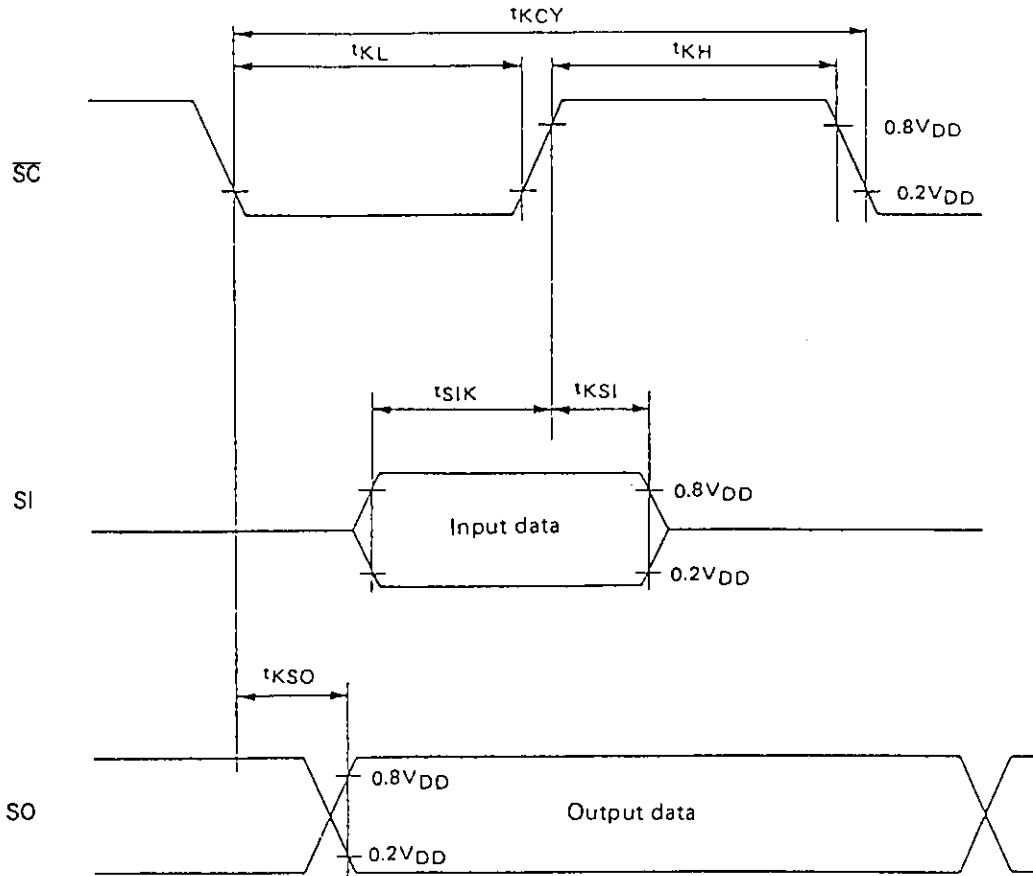 tKCY
tKL
tKH
0.8VDD
SC
0.2VDD
tSIK
tKSI
SI
0.8VDD
Input data
0.2VDD
tKSO
0.8VDD
SO
Output data
0.2VDD